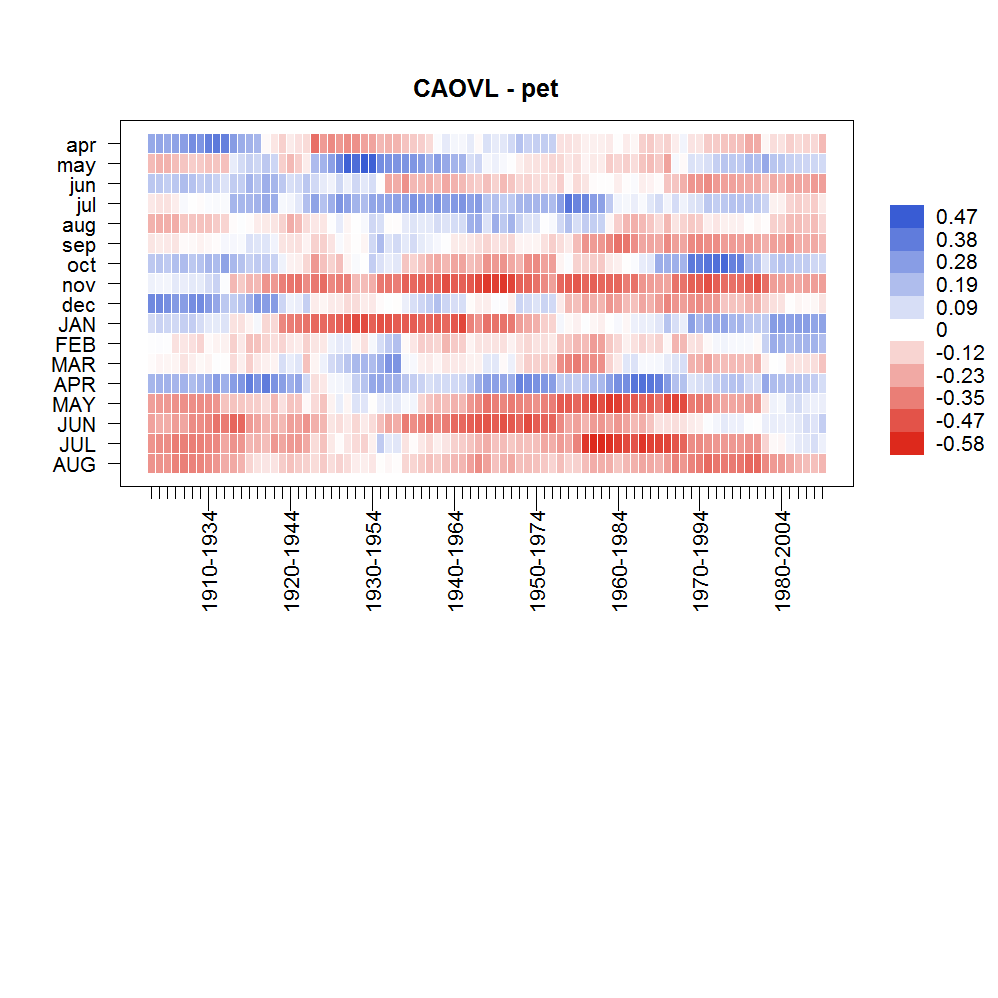 CAOVL - pet
apr
may
jun
jul
aug
sep
oct
nov
dec
JAN
FEB
MAR
APR
MAY
JUN
JUL
AUG
0.47
0.38
0.28
0.19
0.09
0
-0.12
-0.23
-0.35
-0.47
-0.58
1910-1934
1920-1944
1930-1954
1940-1964
1950-1974
1960-1984
1970-1994
1980-2004